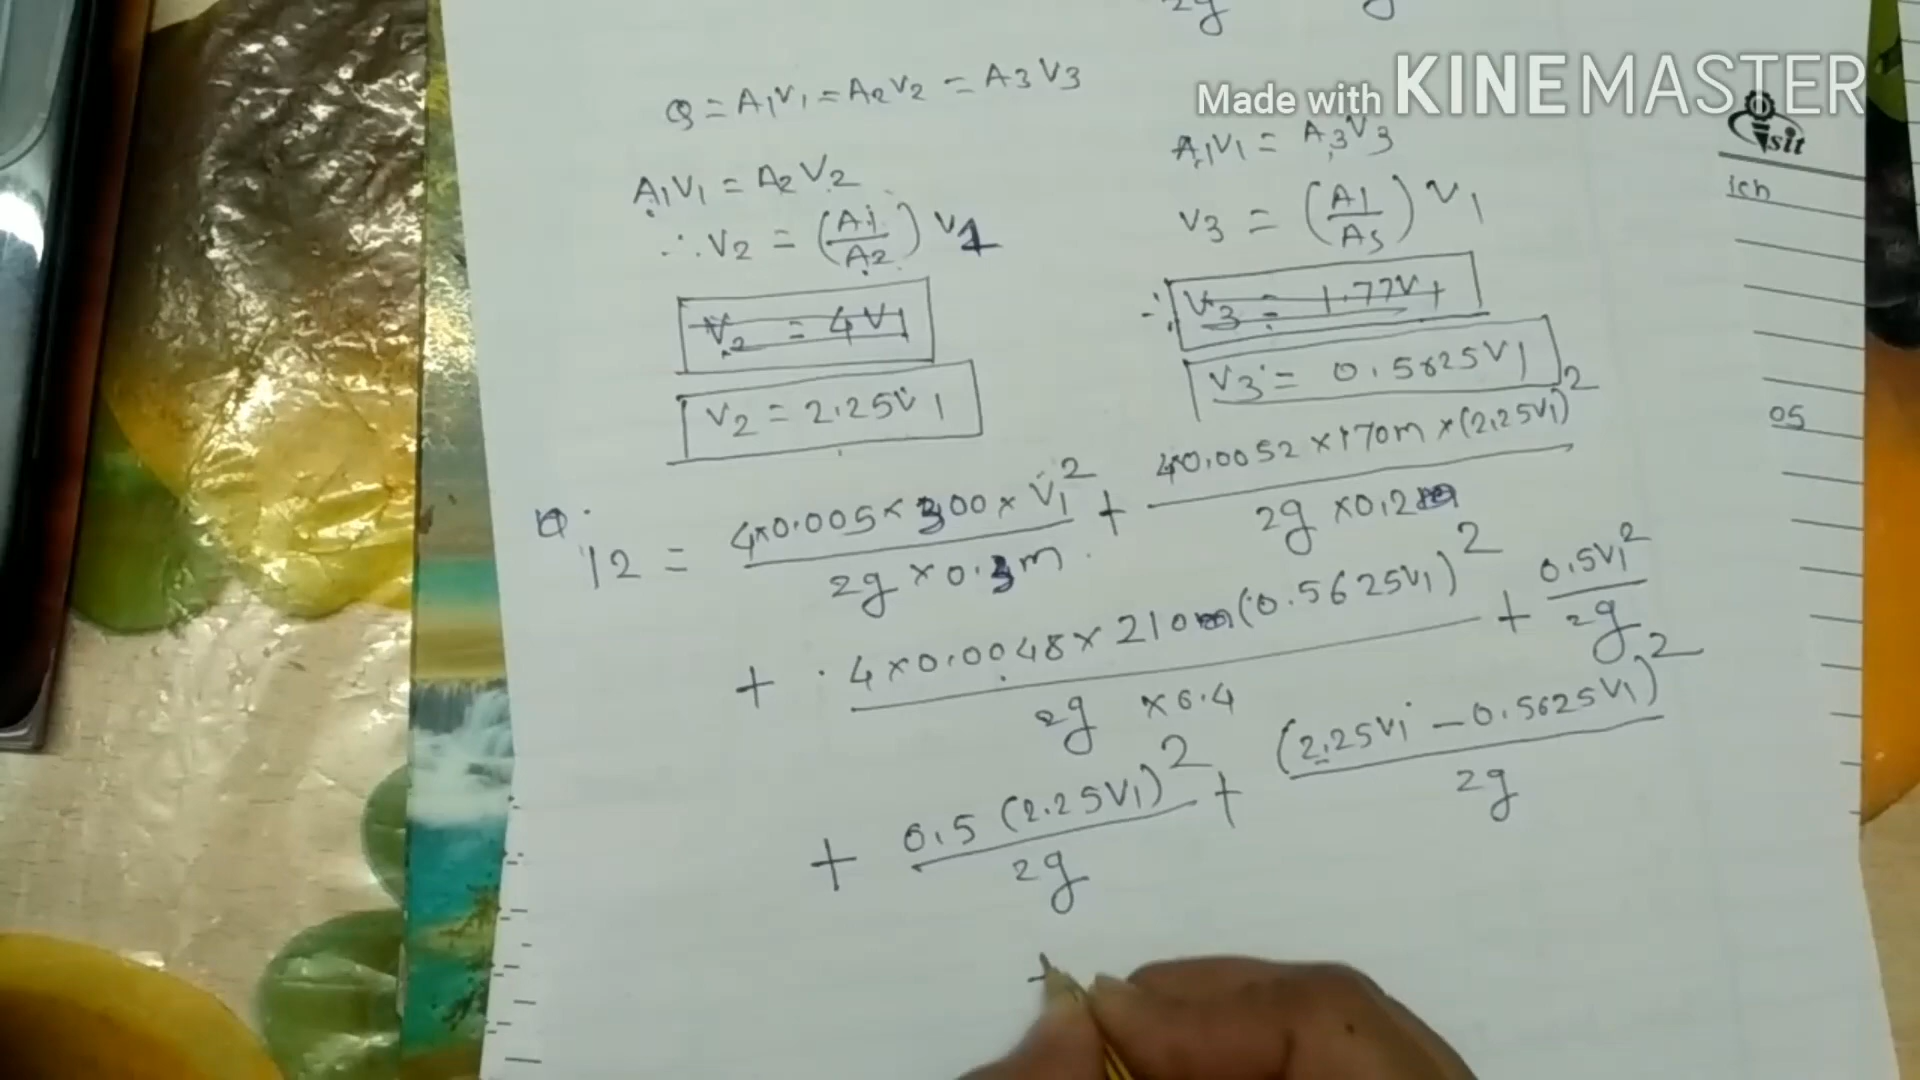 2g g
Made with KINEMASTER
Q = A1V1 = A2V2 = A3V3
A1V1 = A2V2
∴ V2 = (A1/A2) V1
V2 = 4V1
V2 = 2.25V1
A1V1 = A3V3
V3 = (A1/A3) V1
∴ V3 = 1.77V1
V3 = 0.5625V1
isit
ich
05
12 = 4×0.005×300×V1²/2g×0.3m + 4×0.0052×170m×(2.25V1)²/2g×0.2
+ 4×0.0048×210m(0.5625V1)²/2g×0.4 + 0.5V1²/2g
+ 0.5(2.25V1)²/2g + (2.25V1 - 0.5625V1)²/2g
+